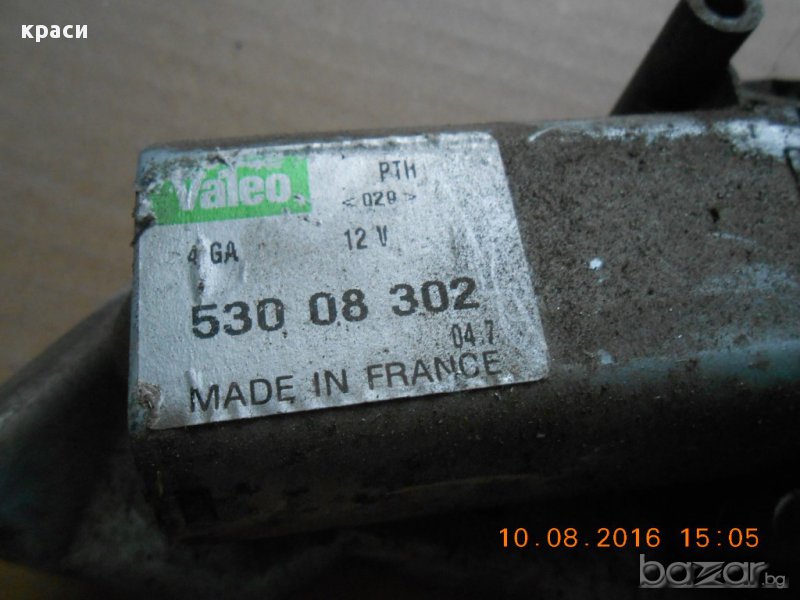 краси
Valeo
PTH
<029>
4 GA
12 V
530 08 302
04.7
MADE IN FRANCE
10.08.2016 15:05
bazar.bg